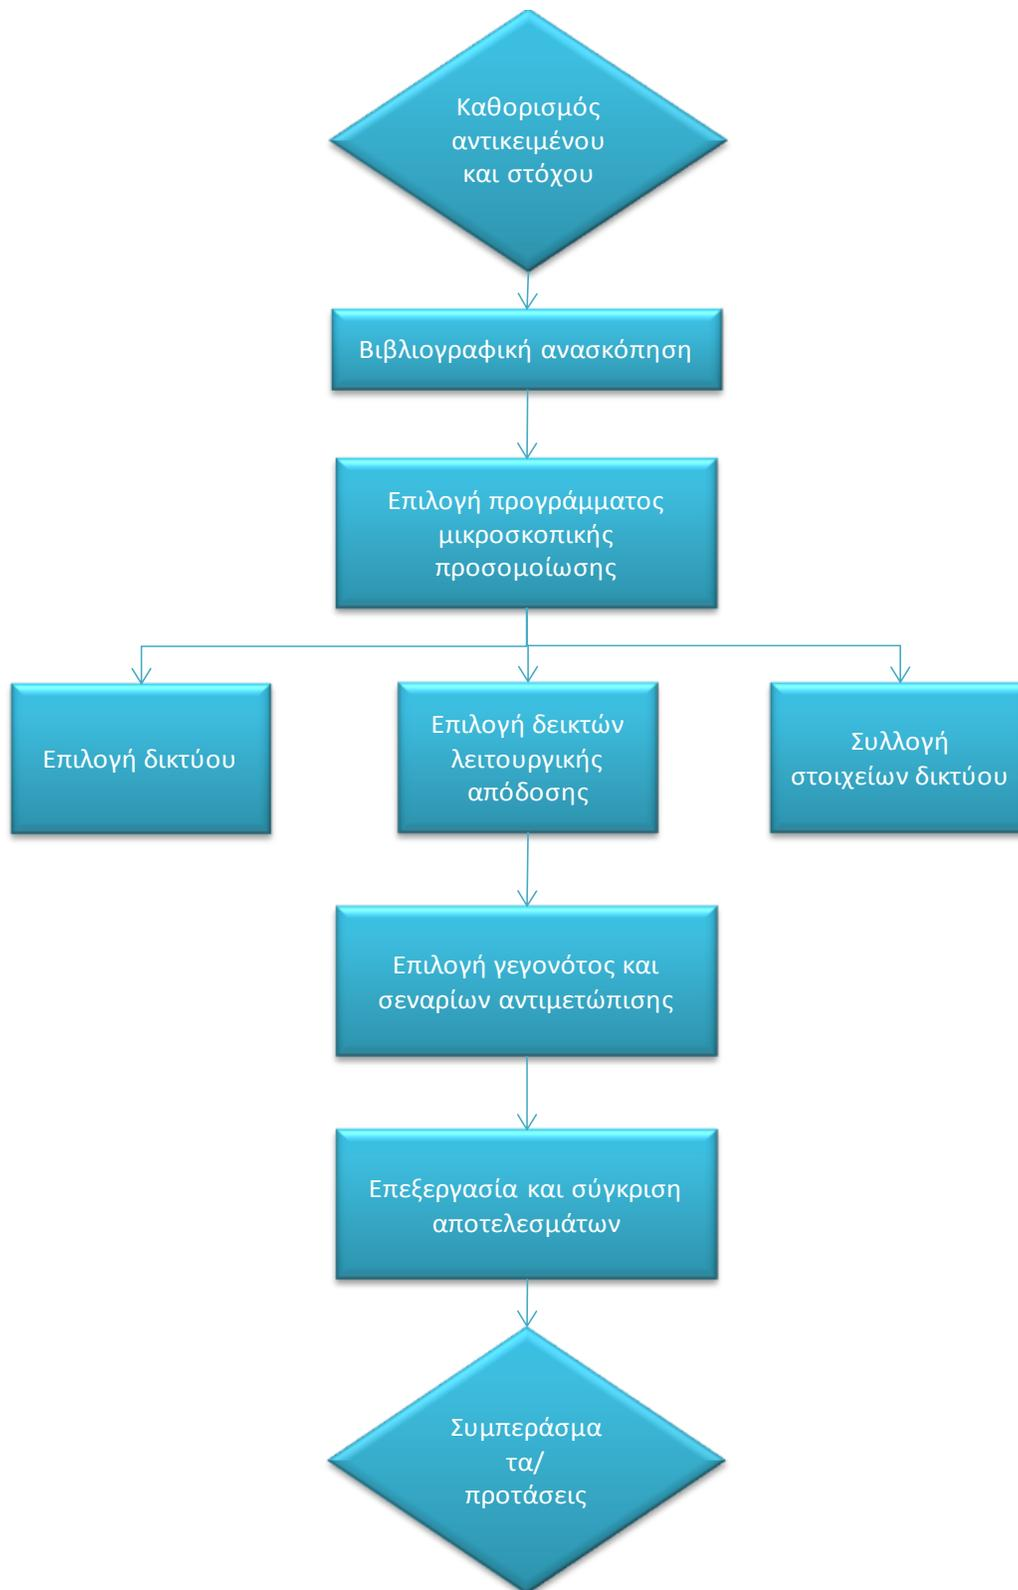 Καθορισμός
αντικειμένου
και στόχου
Βιβλιογραφική ανασκόπηση
Επιλογή προγράμματος
μικροσκοπικής
προσομοίωσης
Επιλογή δικτύου
Επιλογή δεικτών
λειτουργικής
απόδοσης
Συλλογή
στοιχείων δικτύου
Επιλογή γεγονότος και
σεναρίων αντιμετώπισης
Επεξεργασία και σύγκριση
αποτελεσμάτων
Συμπεράσμα
τα/
προτάσεις